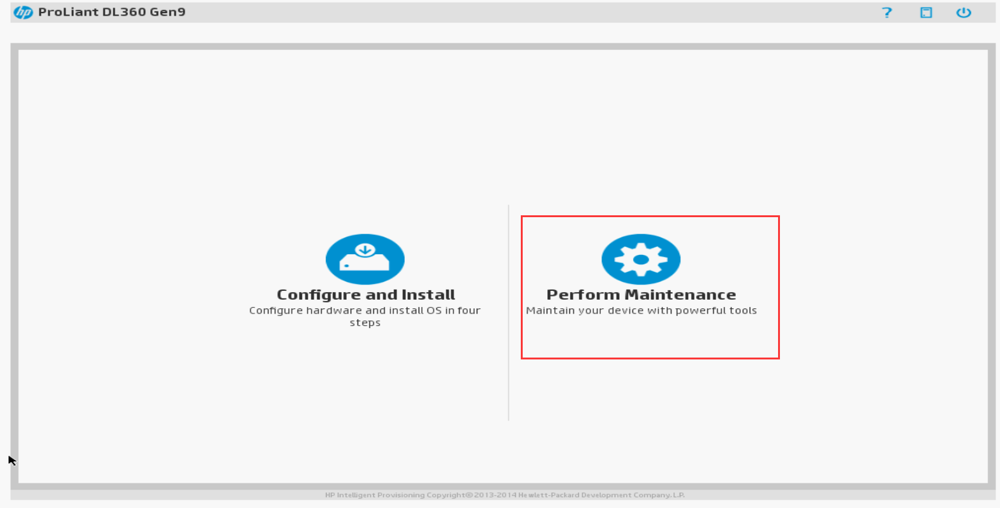 hp ProLiant DL360 Gen9
?
Configure and Install
Configure hardware and install OS in four
steps
Perform Maintenance
Maintain your device with powerful tools
HP Intelligent Provisioning Copyright©2013-2014 Hewlett-Packard Development Company, L.P.